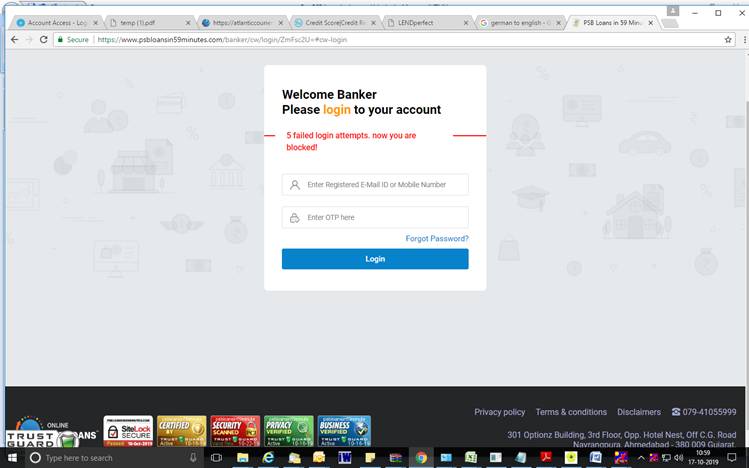 Account Access - Log
temp (1).pdf
https://atlanticcourier
Credit Score|Credit Re
LENDperfect
german to english - G
PSB Loans in 59 Minu
Secure
https://www.psbloansin59minutes.com/banker/cw/login/ZmFsc2U=#cw-login
Welcome Banker
Please login to your account
5 failed login attempts. now you are
blocked!
Enter Registered E-Mail ID or Mobile Number
Enter OTP here
Forgot Password?
Login
Privacy policy Terms & conditions Disclaimers 079-41055999
301 Optionz Building, 3rd Floor, Opp. Hotel Nest, Off C.G. Road
Navrangpura, Ahmedabad - 380 009 Gujarat.
ONLINE
TRUST
GUARD
ANS
SiteLock
SECURE
Passed 16-Oct-2019
CERTIFIED
BY
TRUST GUARD
Active 10-16-19
SECURITY
SCANNED
TRUST GUARD
PRIVACY
VERIFIED
TRUST GUARD
Active 10-16-19
BUSINESS
VERIFIED
TRUST GUARD
Active 10-16-19
Type here to search
10:59
17-10-2019